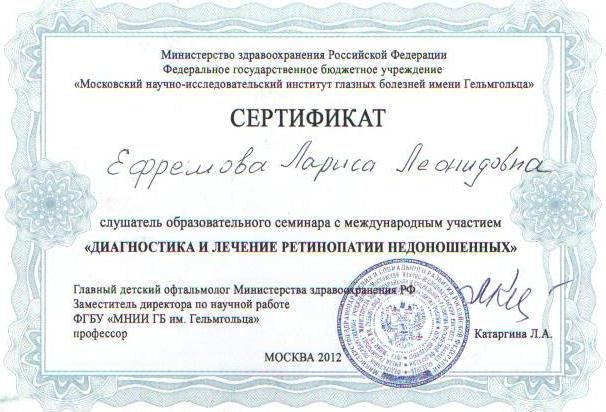 Министерство здравоохранения Российской Федерации
Федеральное государственное бюджетное учреждение
«Московский научно-исследовательский институт глазных болезней имени Гельмгольца»
СЕРТИФИКАТ
Ефремова Лариса Леонидовна
слушатель образовательного семинара с международным участием
«ДИАГНОСТИКА И ЛЕЧЕНИЕ РЕТИНОПАТИИ НЕДОНОШЕННЫХ»
Главный детский офтальмолог Министерства здравоохранения РФ
Заместитель директора по научной работе
ФГБУ «МНИИ ГБ им. Гельмгольца»
профессор
Катаргина Л.А.
МОСКВА 2012